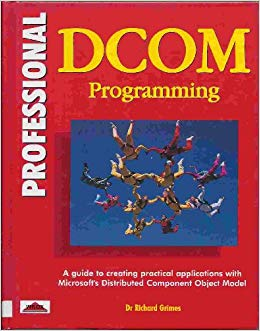 PROFESSIONAL
DCOM
Programming
A guide to creating practical applications with
Microsoft's Distributed Component Object Model
Dr Richard Grimes